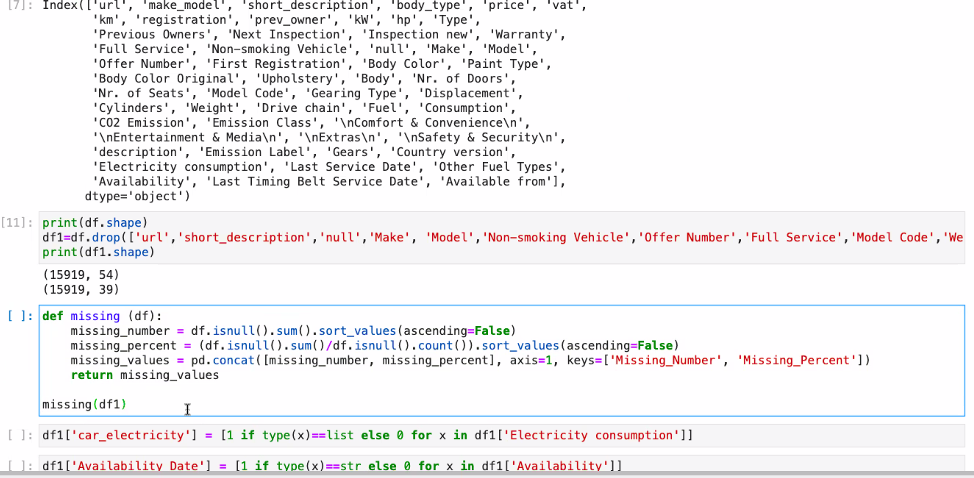 [7]: Index(['url', 'make_model', 'short_description', 'body_type', 'price', 'vat',
'km', 'registration', 'prev_owner', 'kW', 'hp', 'Type',
'Previous Owners', 'Next Inspection', 'Inspection new', 'Warranty',
'Full Service', 'Non-smoking Vehicle', 'null', 'Make', 'Model',
'Offer Number', 'First Registration', 'Body Color', 'Paint Type',
'Body Color Original', 'Upholstery', 'Body', 'Nr. of Doors',
'Nr. of Seats', 'Model Code', 'Gearing Type', 'Displacement',
'Cylinders', 'Weight', 'Drive chain', 'Fuel', 'Consumption',
'CO2 Emission', 'Emission Class', '\nComfort & Convenience\n',
'\nEntertainment & Media\n', '\nExtras\n', '\nSafety & Security\n',
'description', 'Emission Label', 'Gears', 'Country version',
'Electricity consumption', 'Last Service Date', 'Other Fuel Types',
'Availability', 'Last Timing Belt Service Date', 'Available from'],
dtype='object')
[11]: print(df.shape)
df1=df.drop(['url','short_description','null','Make', 'Model','Non-smoking Vehicle','Offer Number','Full Service','Model Code','We
print(df1.shape)
(15919, 54)
(15919, 39)
[ ]: def missing (df):
missing_number = df.isnull().sum().sort_values(ascending=False)
missing_percent = (df.isnull().sum()/df.isnull().count()).sort_values(ascending=False)
missing_values = pd.concat([missing_number, missing_percent], axis=1, keys=['Missing_Number', 'Missing_Percent'])
return missing_values
missing(df1)
[ ]: df1['car_electricity'] = [1 if type(x)==list else 0 for x in df1['Electricity consumption']]
[ ]: df1['Availability Date'] = [1 if type(x)==str else 0 for x in df1['Availability']]